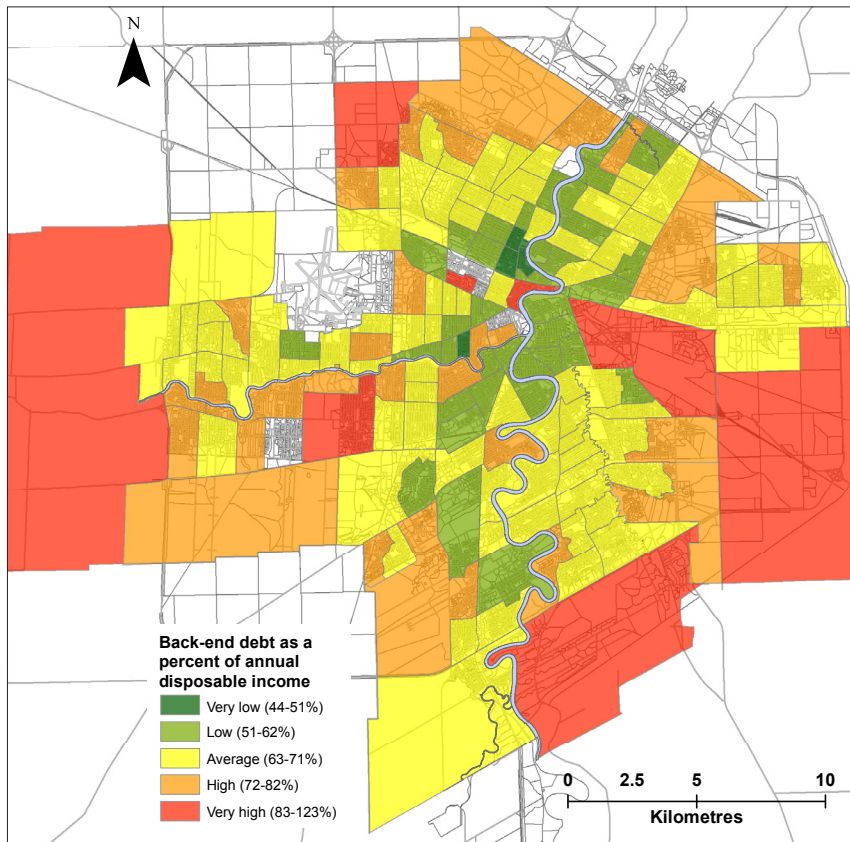 N
Back-end debt as a
percent of annual
disposable income
Very low (44-51%)
Low (51-62%)
Average (63-71%)
High (72-82%)
Very high (83-123%)
0 2.5 5 10
Kilometres